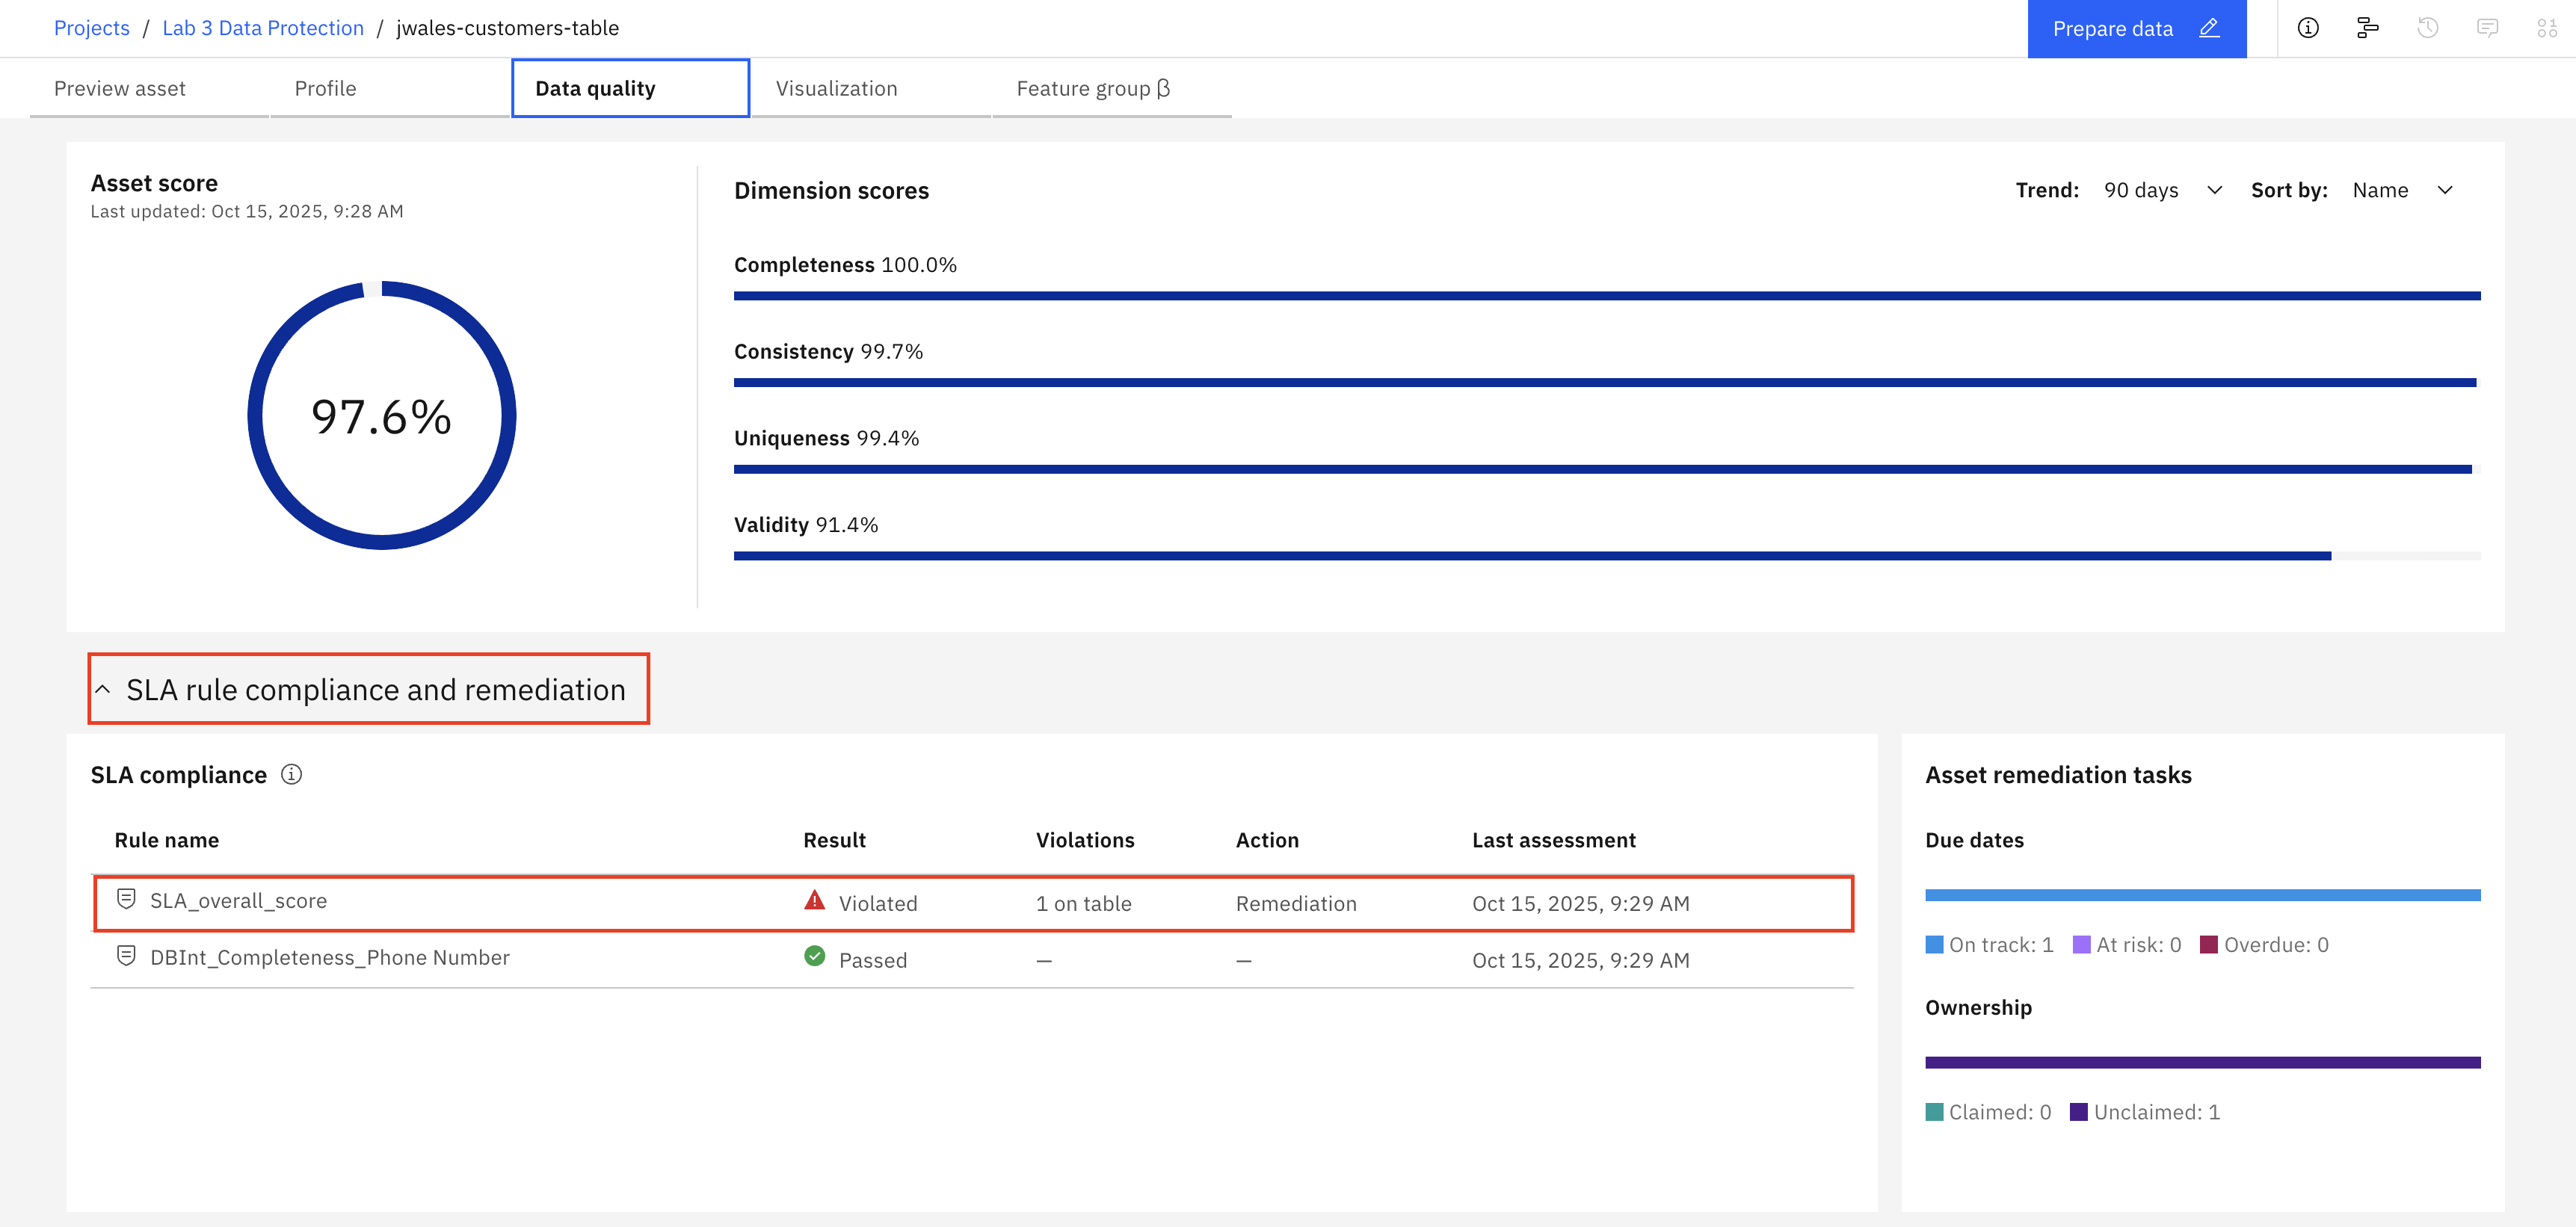 Projects / Lab 3 Data Protection / jwales-customers-table
Prepare data
Preview asset
Profile
Data quality
Visualization
Feature group β
Asset score
Last updated: Oct 15, 2025, 9:28 AM
97.6%
Dimension scores
Trend: 90 days
Sort by: Name
Completeness 100.0%
Consistency 99.7%
Uniqueness 99.4%
Validity 91.4%
SLA rule compliance and remediation
SLA compliance
Rule name Result Violations Action Last assessment
SLA_overall_score Violated 1 on table Remediation Oct 15, 2025, 9:29 AM
DBInt_Completeness_Phone Number Passed — — Oct 15, 2025, 9:29 AM
Asset remediation tasks
Due dates
On track: 1 At risk: 0 Overdue: 0
Ownership
Claimed: 0 Unclaimed: 1